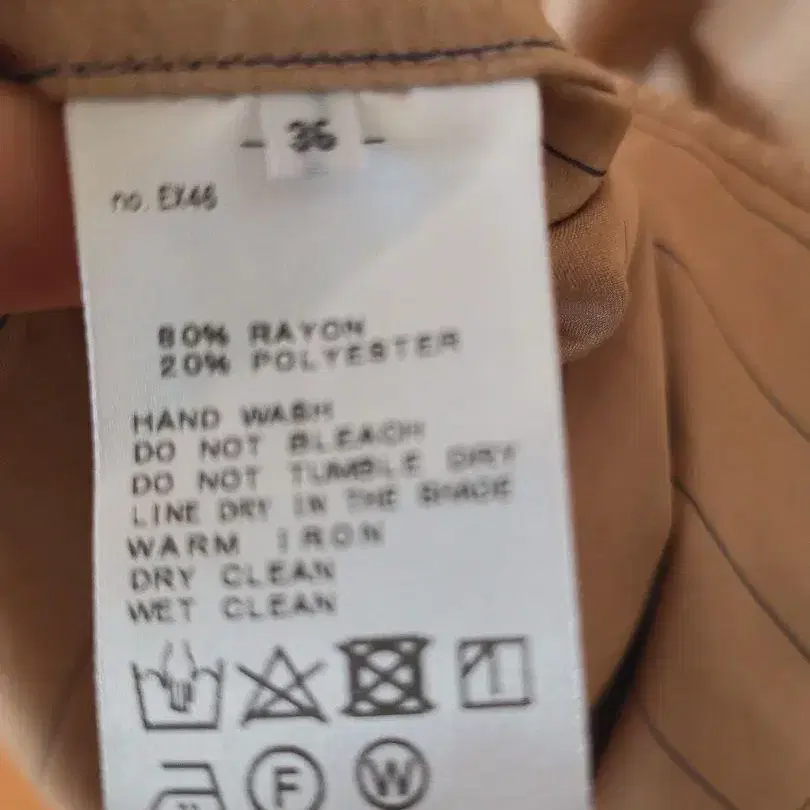 - 36 -
no. EX46
80% RAYON
20% POLYESTER
HAND WASH
DO NOT BLEACH
DO NOT TUMBLE DRY
LINE DRY IN THE SHADE
WARM IRON
DRY CLEAN
WET CLEAN
F W